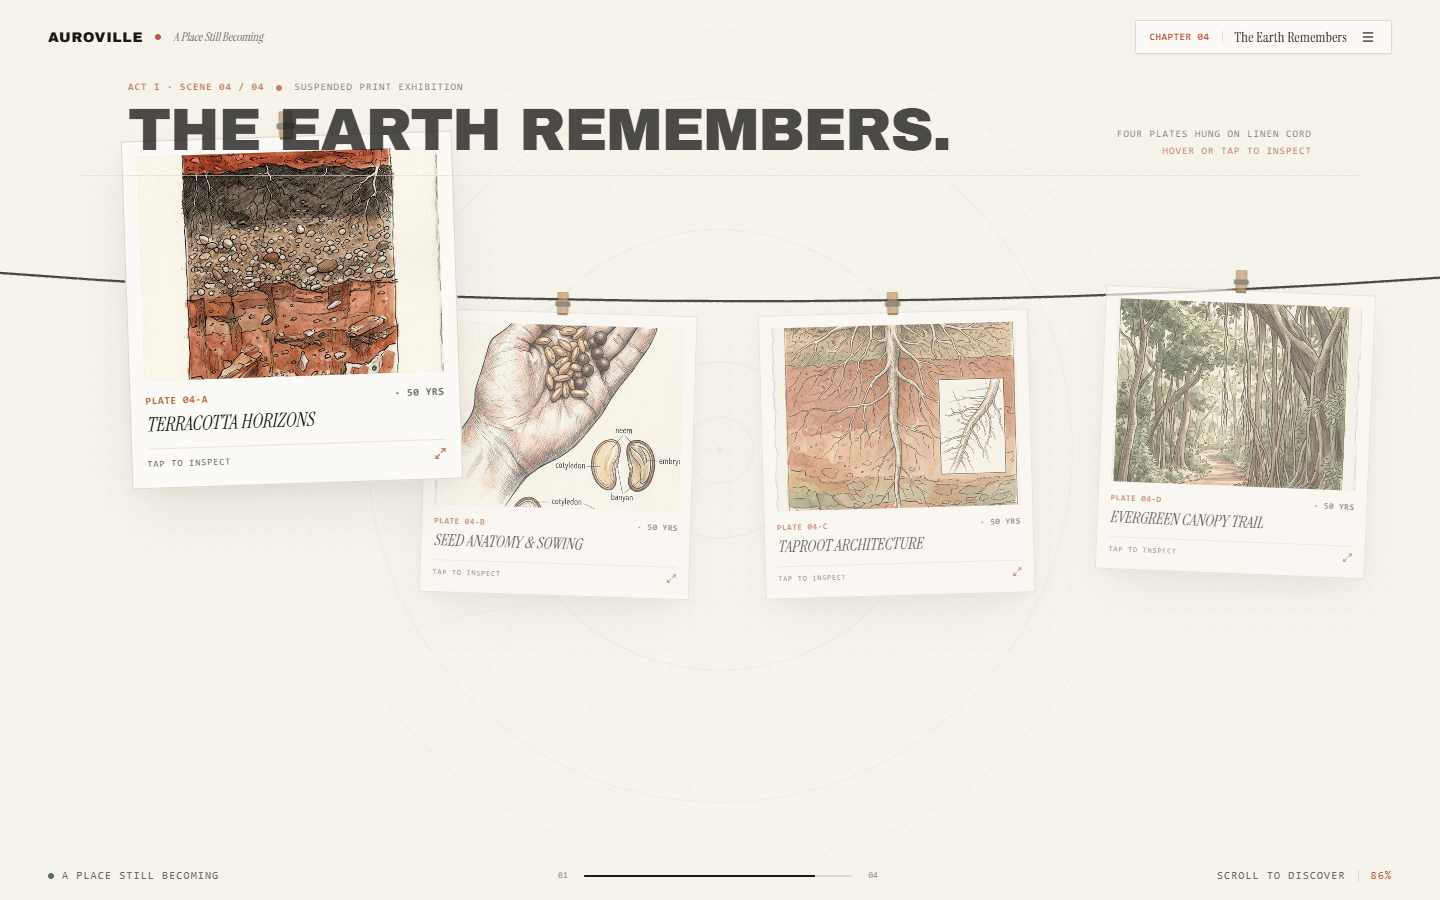 AUROVILLE
A Place Still Becoming
CHAPTER 04
The Earth Remembers
ACT I · SCENE 04 / 04
SUSPENDED PRINT EXHIBITION
THE EARTH REMEMBERS.
FOUR PLATES HUNG ON LINEN CORD
HOVER OR TAP TO INSPECT
PLATE 04-A
· 50 YRS
TERRACOTTA HORIZONS
TAP TO INSPECT
neem
cotyledon
embry
banyan
cotyledon
PLATE 04-B
· 50 YRS
SEED ANATOMY & SOWING
TAP TO INSPECT
PLATE 04-C
· 50 YRS
TAPROOT ARCHITECTURE
TAP TO INSPECT
PLATE 04-D
· 50 YRS
EVERGREEN CANOPY TRAIL
TAP TO INSPECT
A PLACE STILL BECOMING
01
04
SCROLL TO DISCOVER
86%